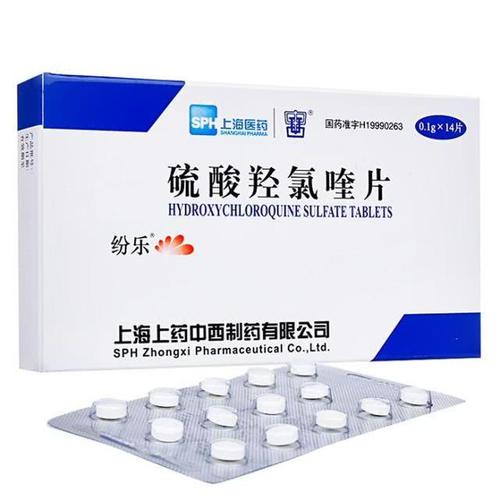 SPH 上海医药
SHANGHAI PHARMA
国药准字H19990263
0.1g×14片
硫酸羟氯喹片
HYDROXYCHLOROQUINE SULFATE TABLETS
纷乐®
上海上药中西制药有限公司
SPH Zhongxi Pharmaceutical Co.,Ltd.